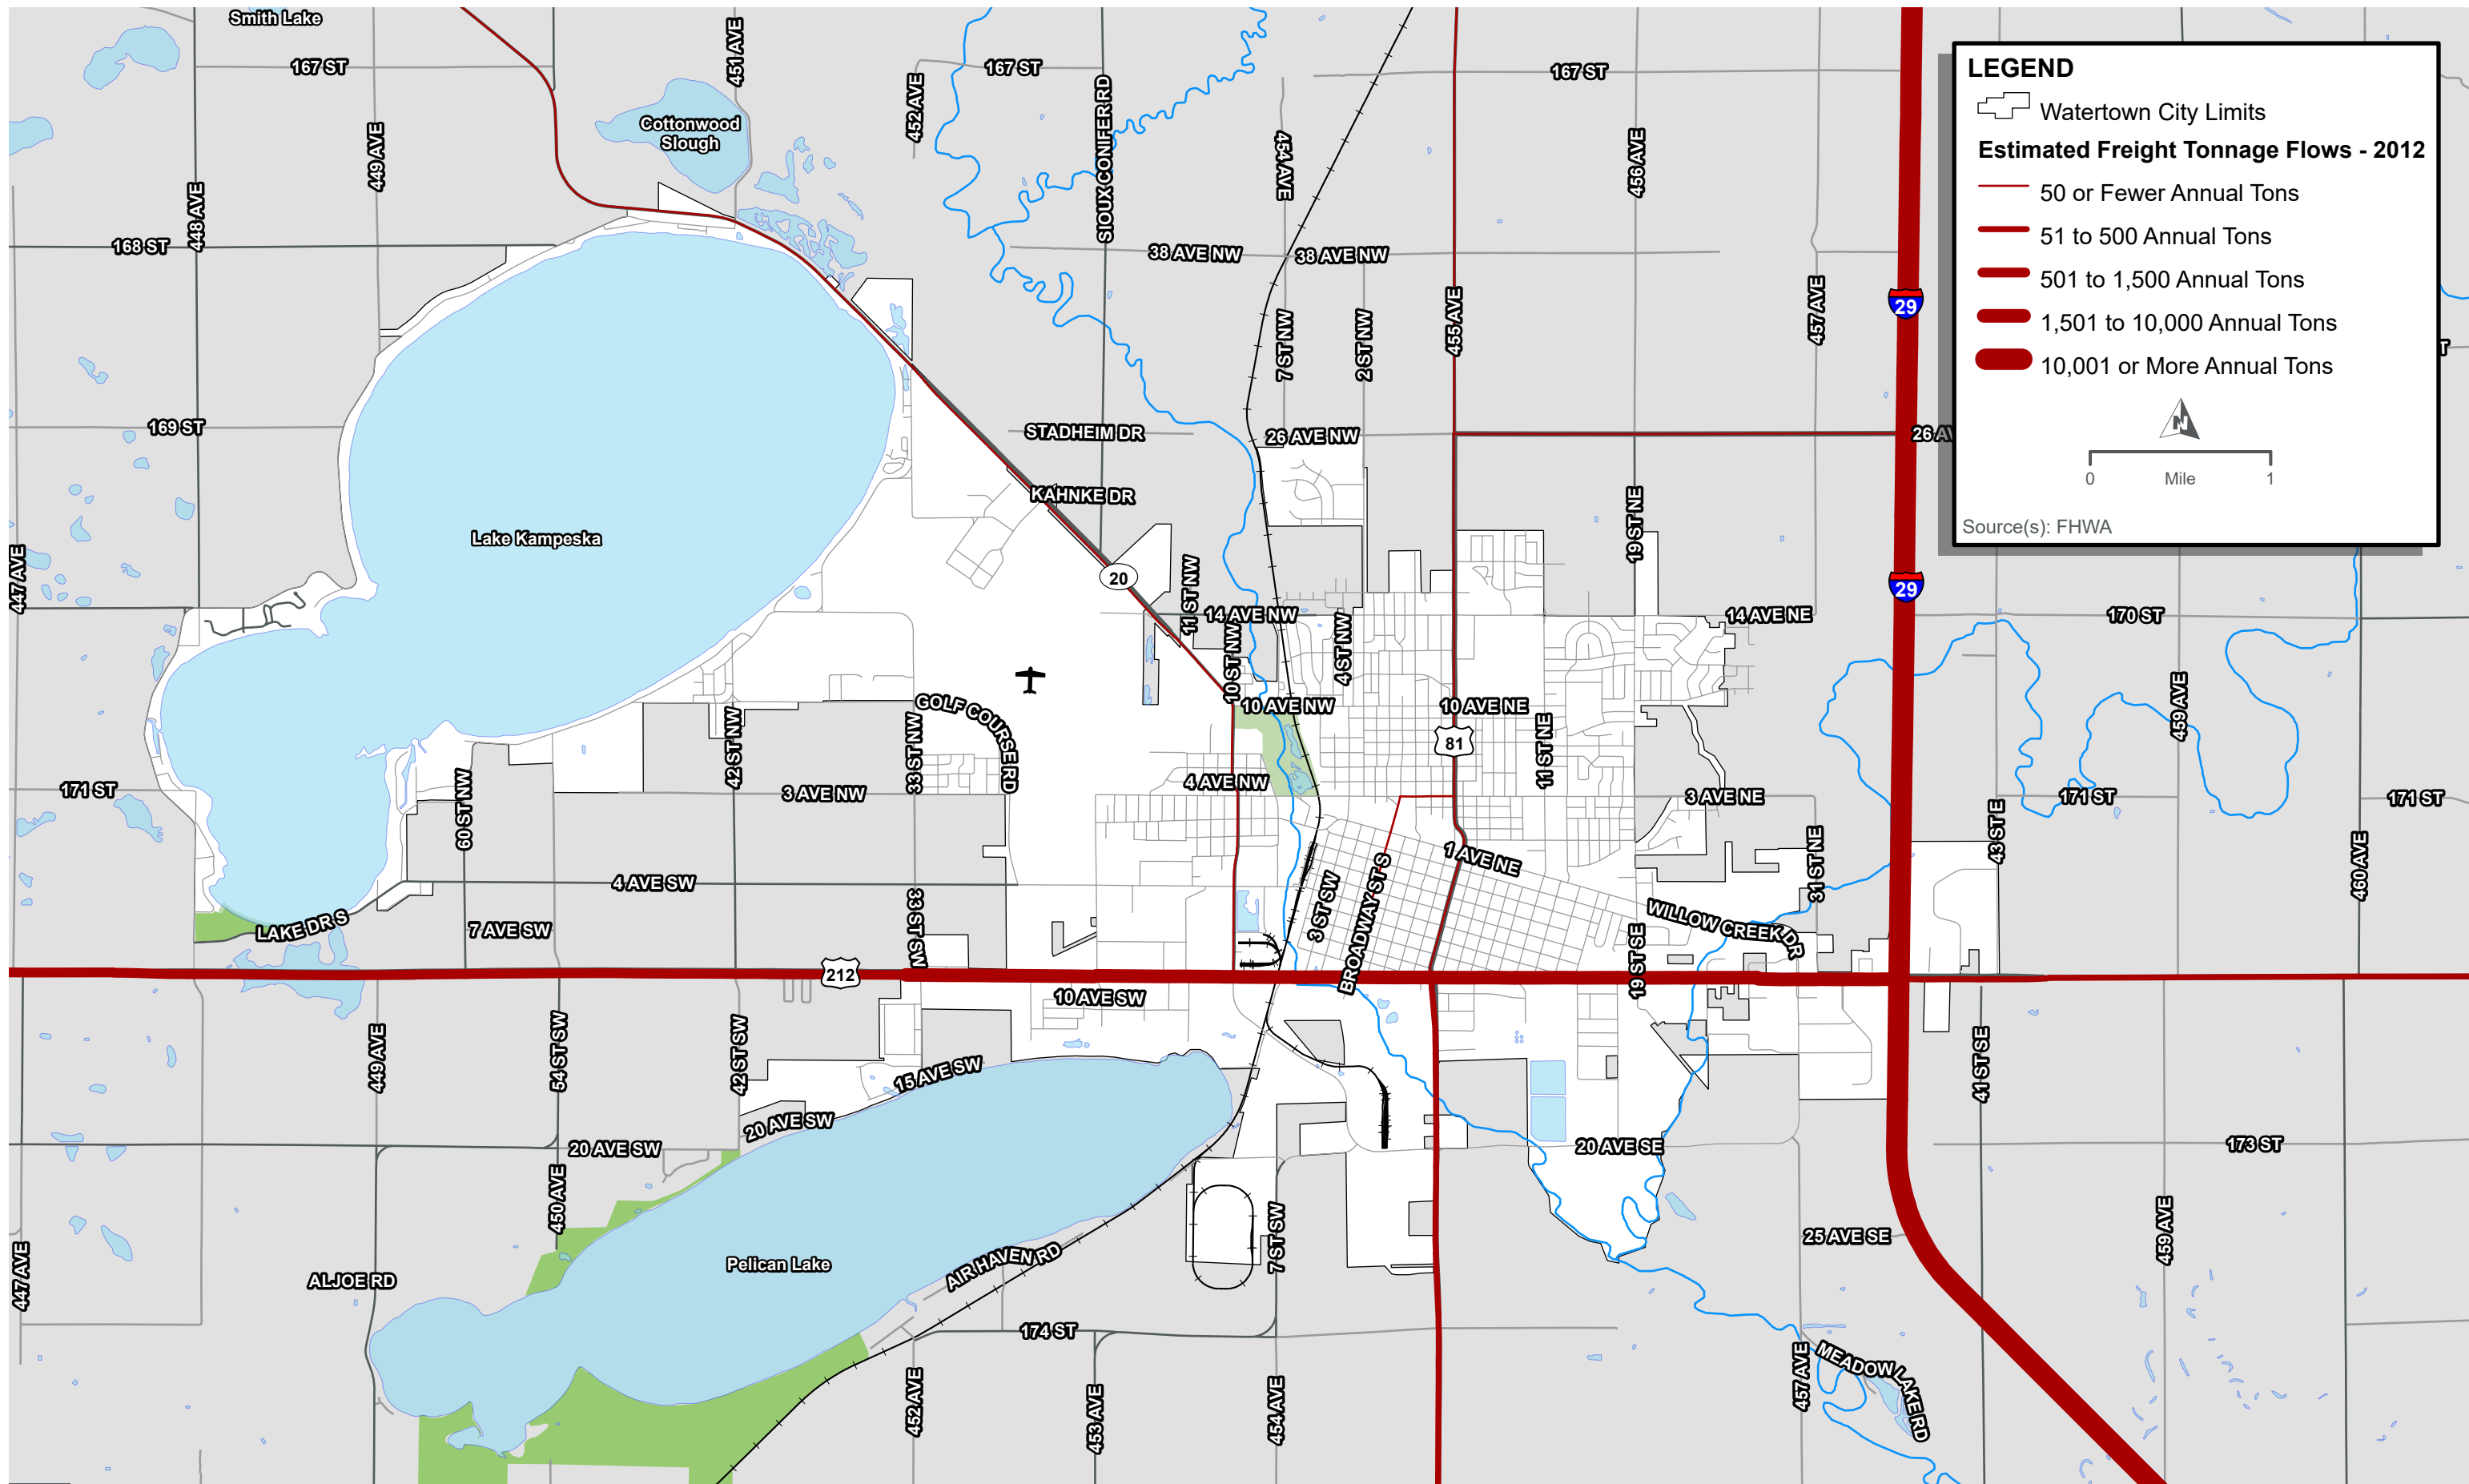 Smith Lake
167 ST
451 AVE
452 AVE
167 ST
SIOUX CONIFER RD
167 ST
449 AVE
Cottonwood
Slough
454 AVE
456 AVE
448 AVE
168 ST
38 AVE NW
38 AVE NW
7 ST NW
2 ST NW
455 AVE
457 AVE
29
LEGEND
Watertown City Limits
Estimated Freight Tonnage Flows - 2012
50 or Fewer Annual Tons
51 to 500 Annual Tons
501 to 1,500 Annual Tons
1,501 to 10,000 Annual Tons
10,001 or More Annual Tons
N
0 Mile 1
Source(s): FHWA
169 ST
STADHEIM DR
26 AVE NW
26 AV
T
KAHNKE DR
Lake Kampeska
19 ST NE
447 AVE
20
11 ST NW
14 AVE NW
29
14 AVE NE
170 ST
10 ST NW
4 ST NW
GOLF COURSE RD
10 AVE NW
10 AVE NE
81
11 ST NE
42 ST NW
33 ST NW
459 AVE
171 ST
60 ST NW
3 AVE NW
4 AVE NW
3 AVE NE
171 ST
171 ST
43 ST E
31 ST NE
1 AVE NE
460 AVE
4 AVE SW
33 ST SW
3 ST SW
BROADWAY ST S
LAKE DR S
7 AVE SW
WILLOW CREEK DR
19 ST SE
212
10 AVE SW
449 AVE
54 ST SW
42 ST SW
15 AVE SW
41 ST SE
20 AVE SW
20 AVE SW
20 AVE SE
173 ST
450 AVE
7 ST SW
25 AVE SE
459 AVE
447 AVE
ALJOE RD
Pelican Lake
AIR HAVEN RD
174 ST
452 AVE
453 AVE
454 AVE
457 AVE
MEADOW LAKE RD